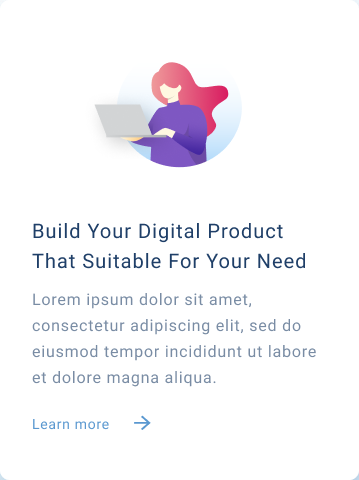 Build Your Digital Product
That Suitable For Your Need
Lorem ipsum dolor sit amet,
consectetur adipiscing elit, sed do
eiusmod tempor incididunt ut labore
et dolore magna aliqua.
Learn more